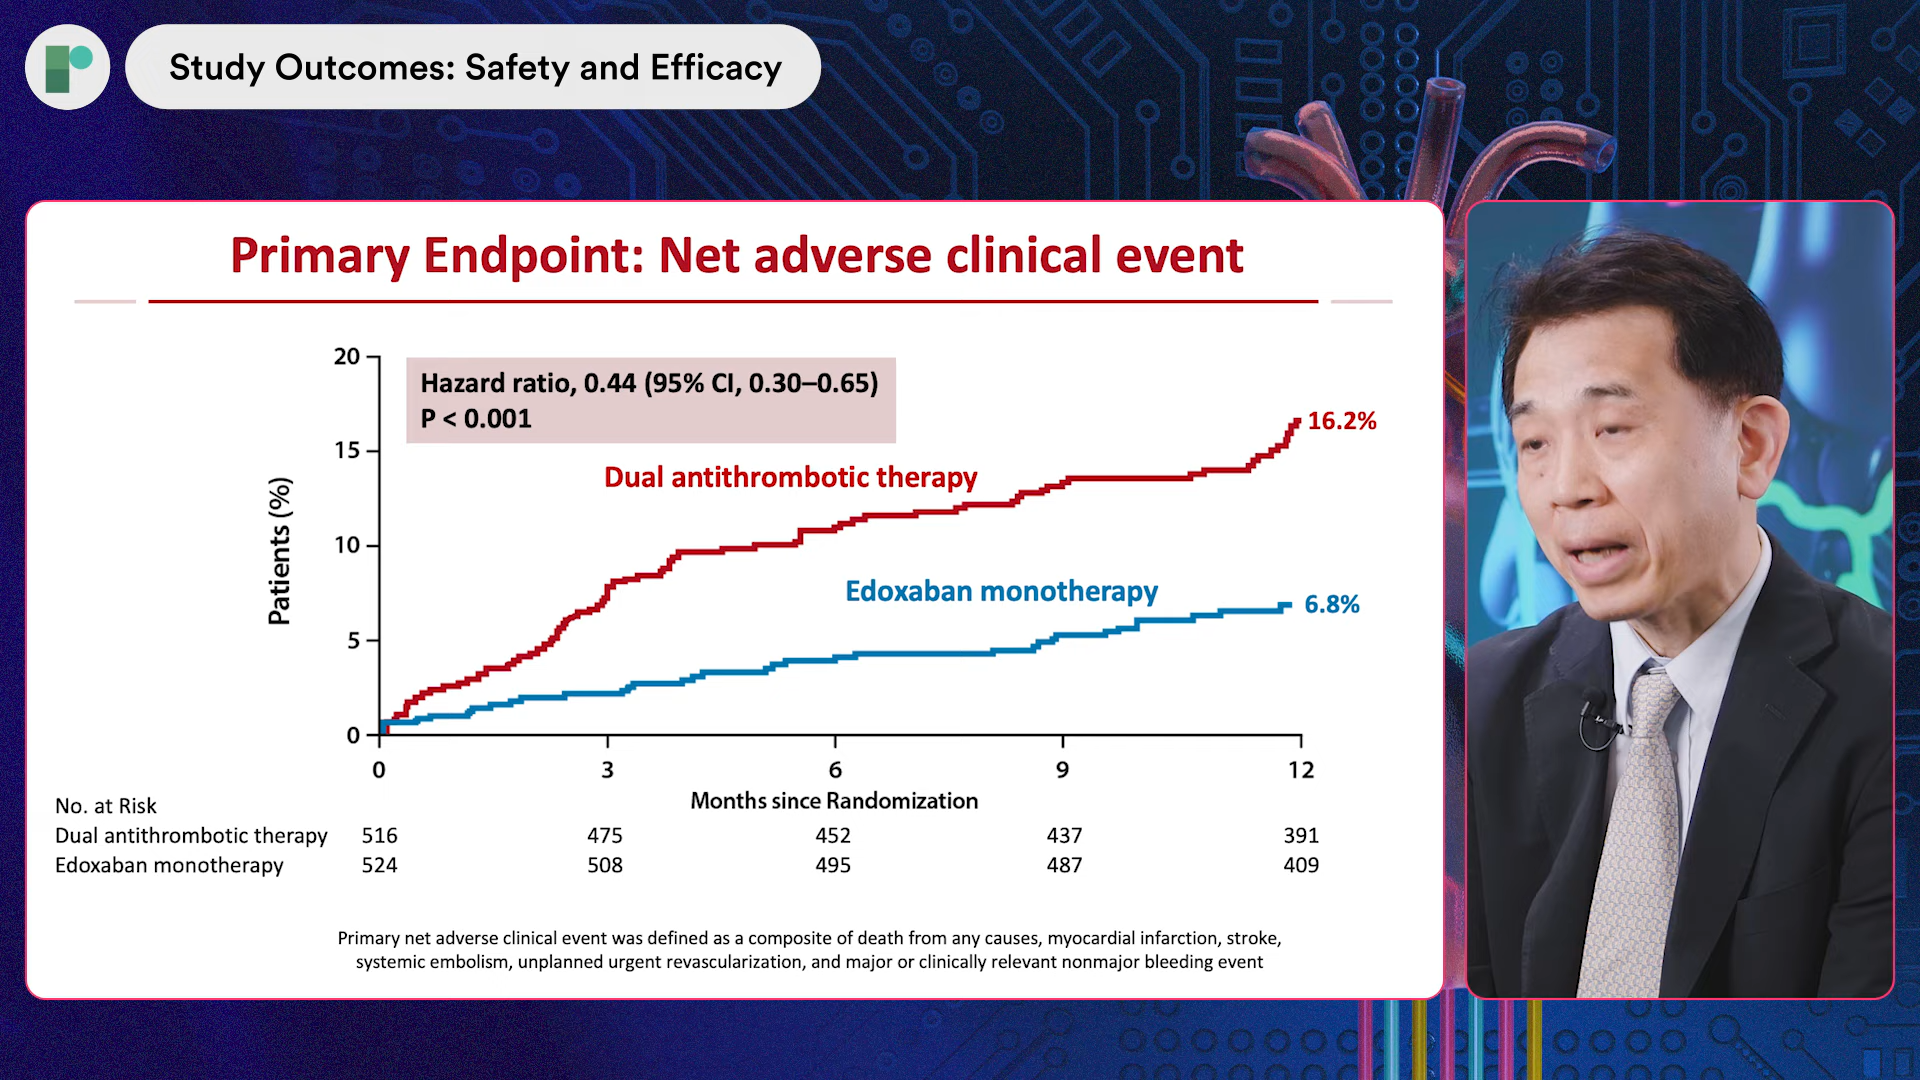 Study Outcomes: Safety and Efficacy
Primary Endpoint: Net adverse clinical event
20
15
10
5
0
Patients (%)
Hazard ratio, 0.44 (95% CI, 0.30–0.65)
P < 0.001
Dual antithrombotic therapy
16.2%
Edoxaban monotherapy
6.8%
0 3 6 9 12
Months since Randomization
No. at Risk
Dual antithrombotic therapy 516 475 452 437 391
Edoxaban monotherapy 524 508 495 487 409
Primary net adverse clinical event was defined as a composite of death from any causes, myocardial infarction, stroke,
systemic embolism, unplanned urgent revascularization, and major or clinically relevant nonmajor bleeding event